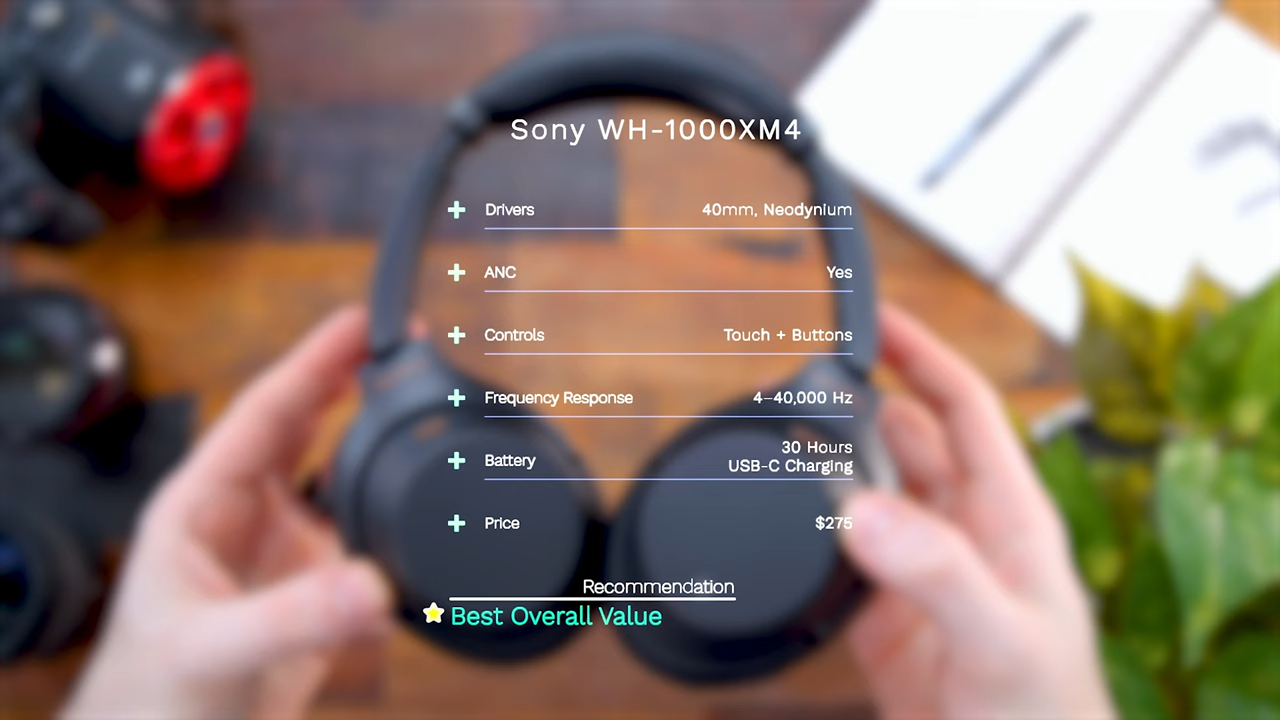 Sony WH-1000XM4
Drivers 40mm, Neodynium
ANC Yes
Controls Touch + Buttons
Frequency Response 4–40,000 Hz
Battery 30 Hours
USB-C Charging
Price $275
Recommendation
Best Overall Value